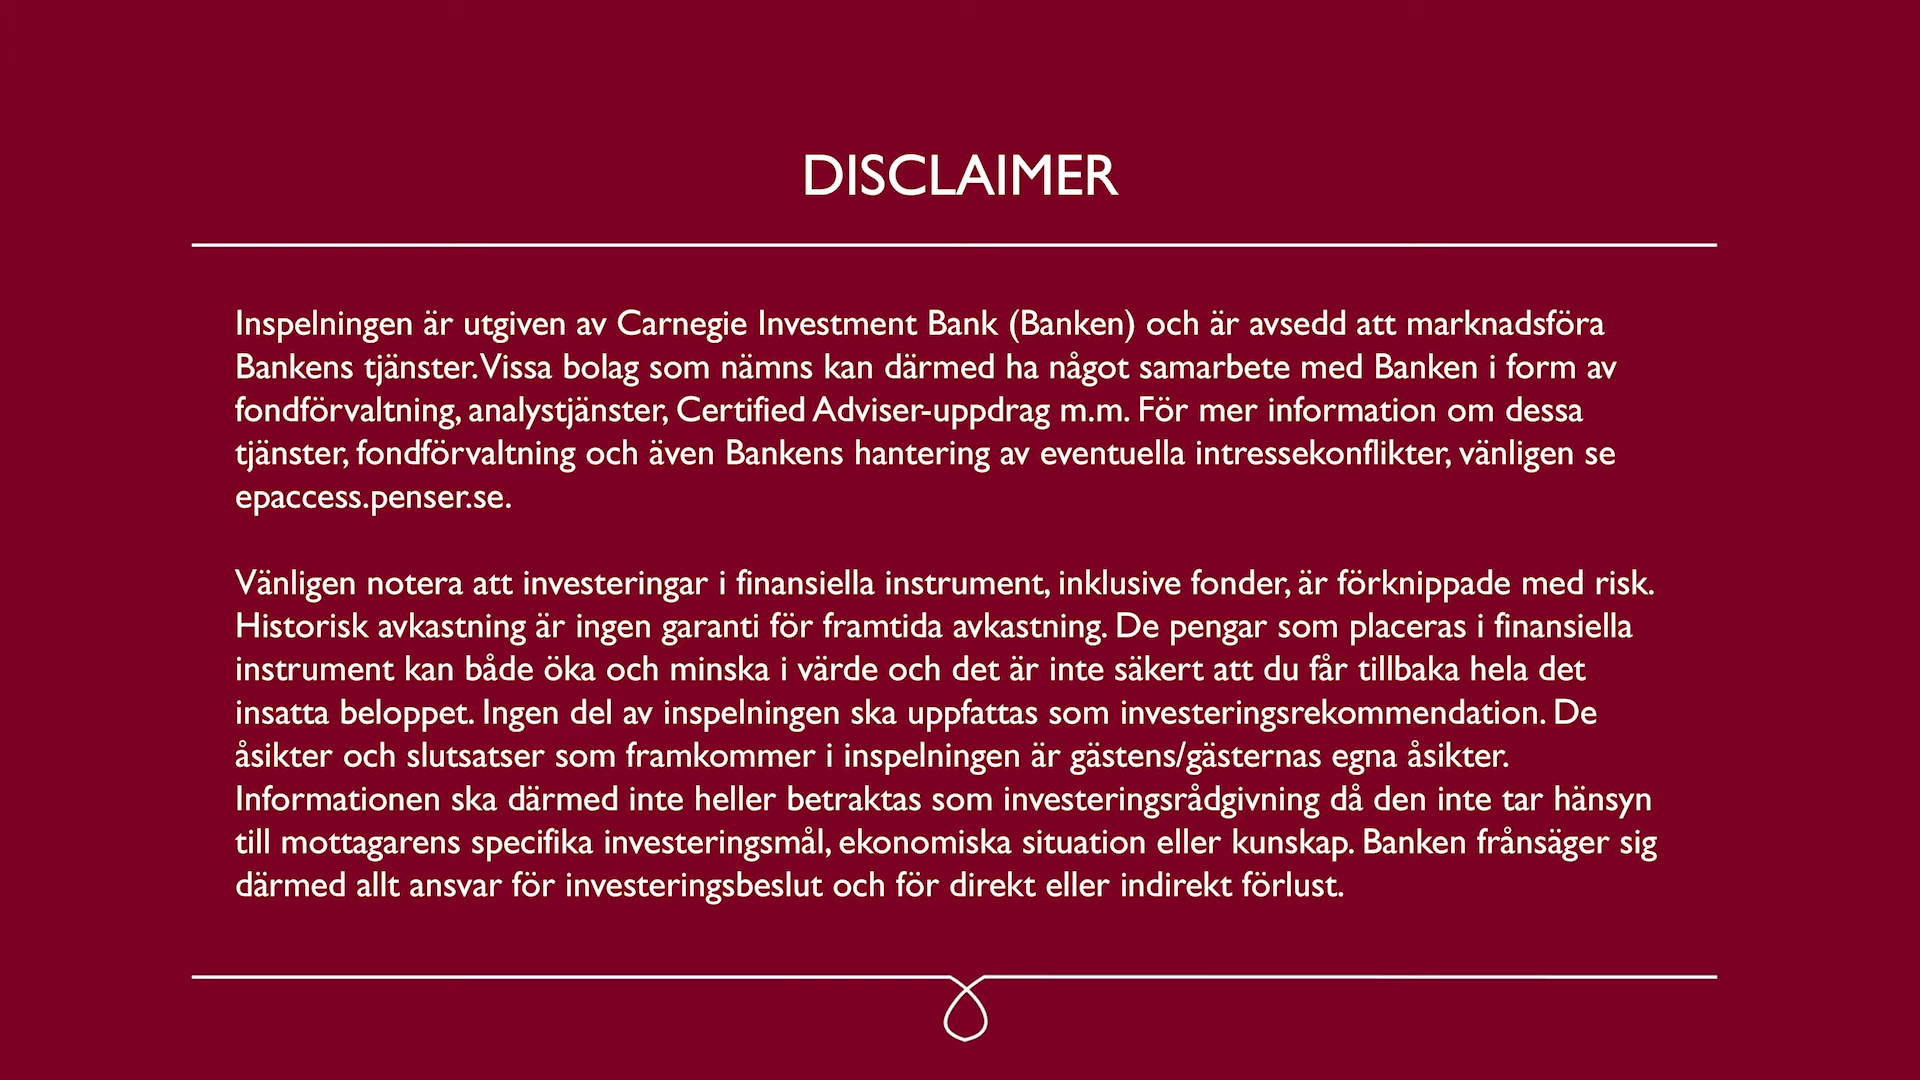 DISCLAIMER
Inspelningen är utgiven av Carnegie Investment Bank (Banken) och är avsedd att marknadsföra
Bankens tjänster. Vissa bolag som nämns kan därmed ha något samarbete med Banken i form av
fondförvaltning, analystjänster, Certified Adviser-uppdrag m.m. För mer information om dessa
tjänster, fondförvaltning och även Bankens hantering av eventuella intressekonflikter, vänligen se
epaccess.penser.se.
Vänligen notera att investeringar i finansiella instrument, inklusive fonder, är förknippade med risk.
Historisk avkastning är ingen garanti för framtida avkastning. De pengar som placeras i finansiella
instrument kan både öka och minska i värde och det är inte säkert att du får tillbaka hela det
insatta beloppet. Ingen del av inspelningen ska uppfattas som investeringsrekommendation. De
åsikter och slutsatser som framkommer i inspelningen är gästens/gästernas egna åsikter.
Informationen ska därmed inte heller betraktas som investeringsrådgivning då den inte tar hänsyn
till mottagarens specifika investeringsmål, ekonomiska situation eller kunskap. Banken frånsäger sig
därmed allt ansvar för investeringsbeslut och för direkt eller indirekt förlust.